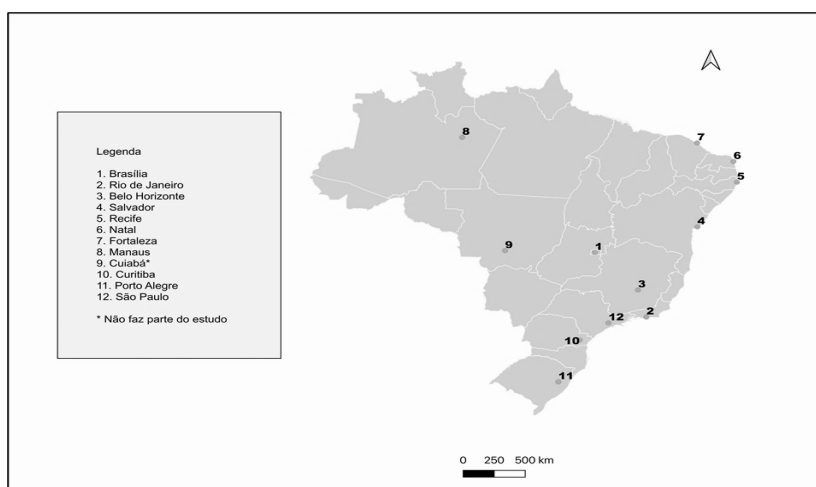 Legenda
1. Brasília
2. Rio de Janeiro
3. Belo Horizonte
4. Salvador
5. Recife
6. Natal
7. Fortaleza
8. Manaus
9. Cuiabá*
10. Curitiba
11. Porto Alegre
12. São Paulo
* Não faz parte do estudo
8
7
6
5
4
9
1
3
2
12
10
11
0 250 500 km